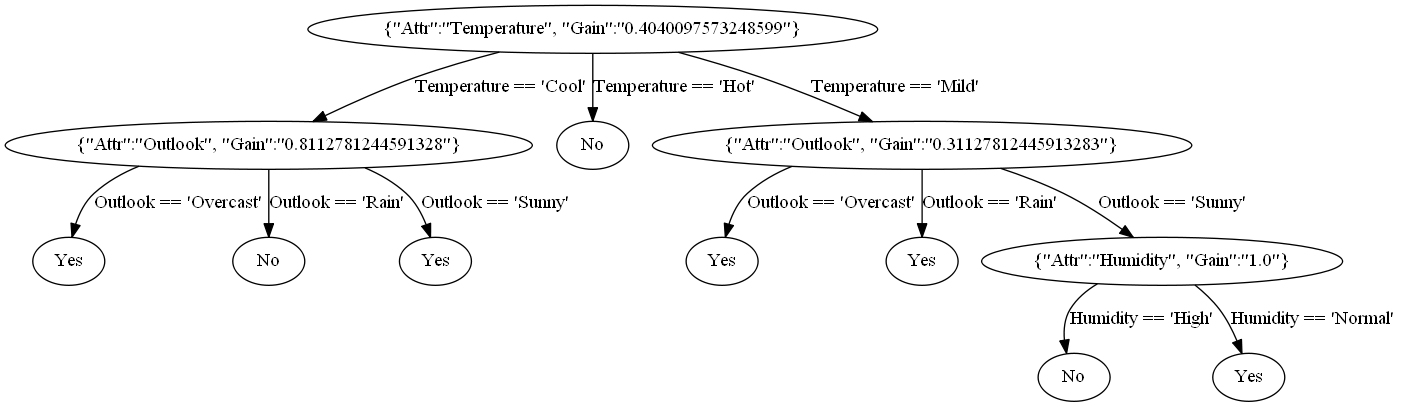 {"Attr":"Temperature", "Gain":"0.4040097573248599"}
Temperature == 'Cool'
Temperature == 'Hot'
Temperature == 'Mild'
{"Attr":"Outlook", "Gain":"0.8112781244591328"}
No
{"Attr":"Outlook", "Gain":"0.31127812445913283"}
Outlook == 'Overcast'
Outlook == 'Rain'
Outlook == 'Sunny'
Outlook == 'Overcast'
Outlook == 'Rain'
Outlook == 'Sunny'
Yes
No
Yes
Yes
Yes
{"Attr":"Humidity", "Gain":"1.0"}
Humidity == 'High'
Humidity == 'Normal'
No
Yes